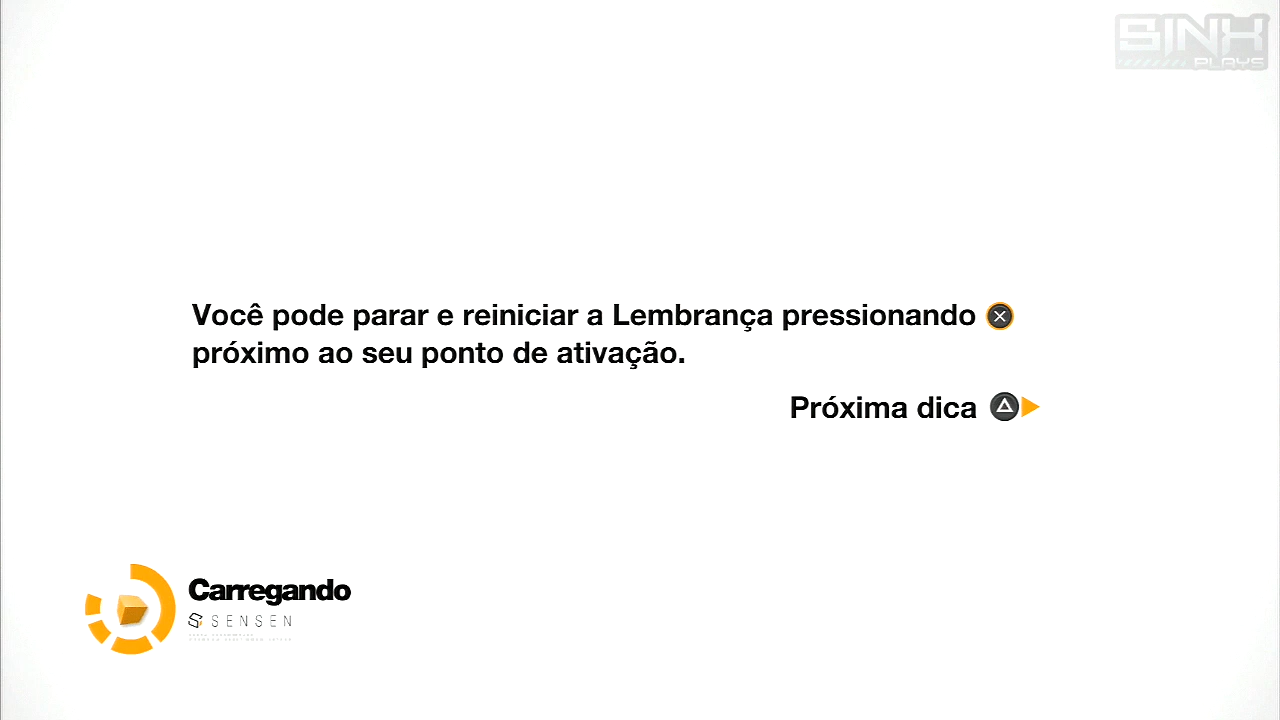 SINX
PLAYS
Você pode parar e reiniciar a Lembrança pressionando
próximo ao seu ponto de ativação.
Próxima dica
Carregando
SENSEN